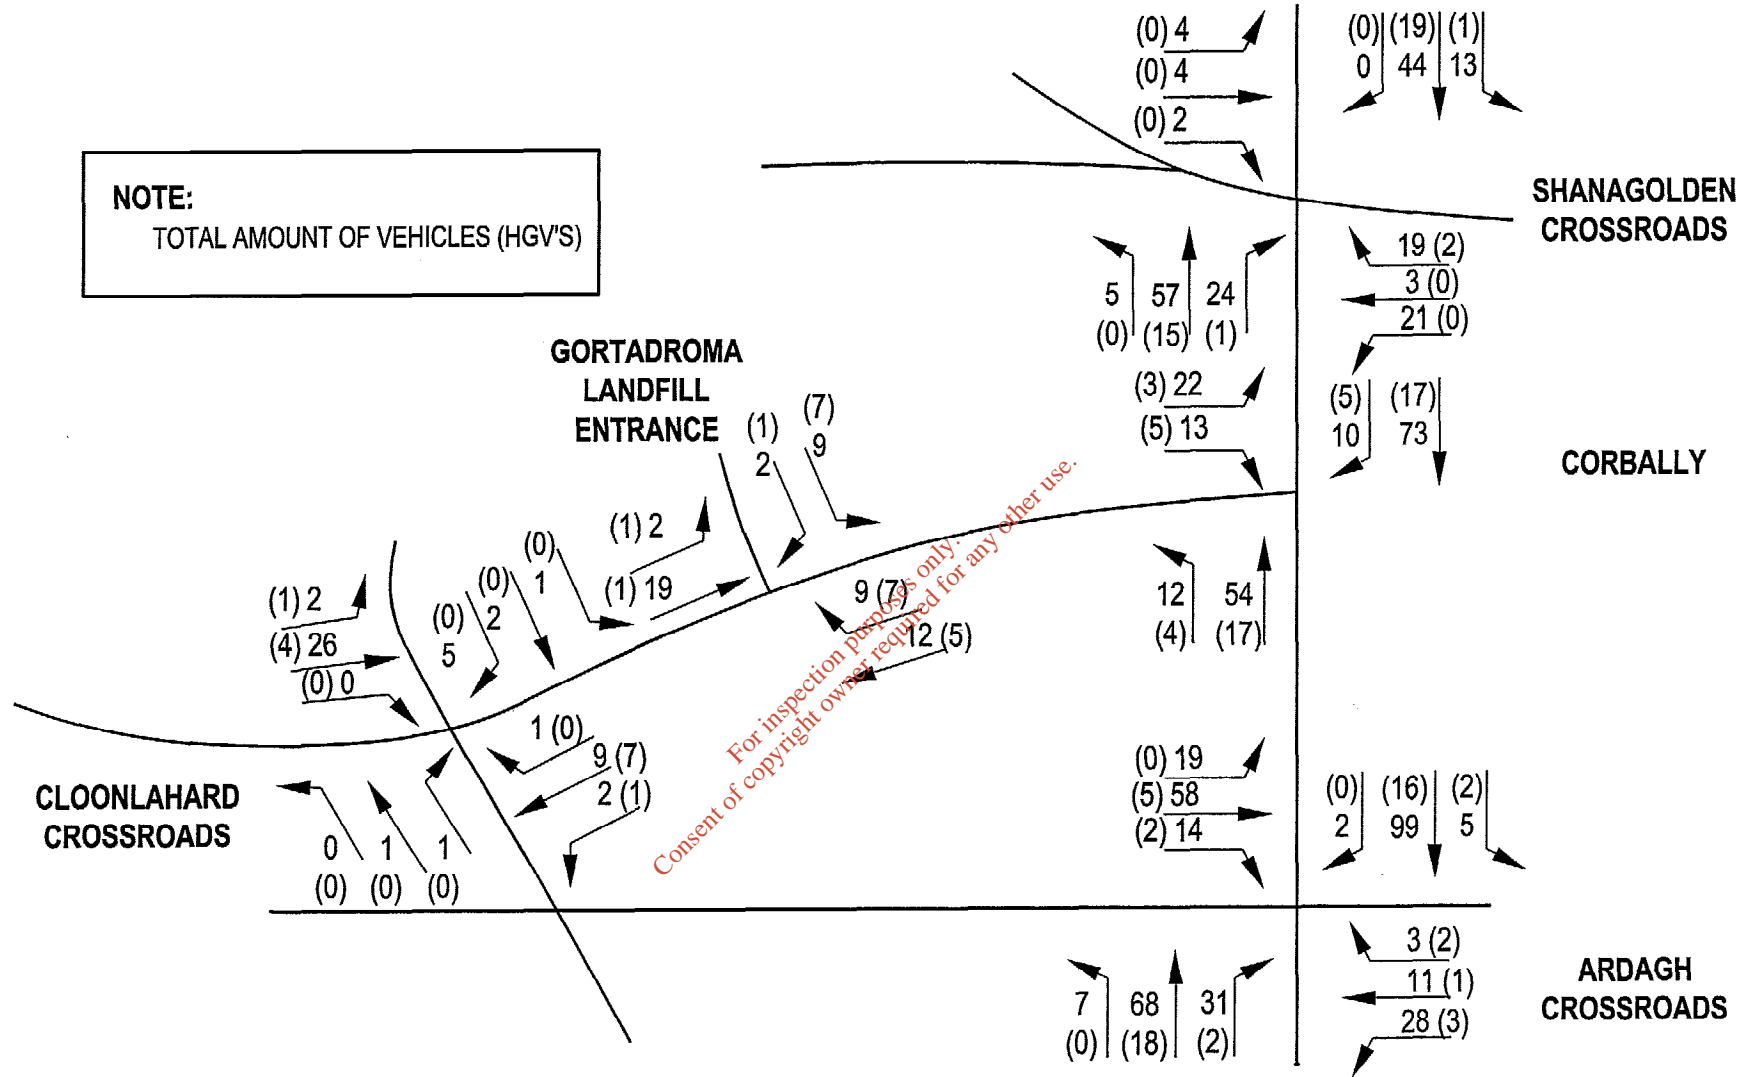 (0) 4
(0) 4
(0) 2
(0) (19) (1)
0 44 13
NOTE:
TOTAL AMOUNT OF VEHICLES (HGV'S)
SHANAGOLDEN
CROSSROADS
19 (2)
3 (0)
21 (0)
5 57 24
(0) (15) (1)
GORTADROMA
LANDFILL
ENTRANCE
(1)
2
(7)
9
(3) 22
(5) 13
(5) (17)
10 73
CORBALLY
(1) 2
(1) 19
(0)
1
(0)
2
(0)
5
(1) 2
(4) 26
(0) 0
9 (7)
12 (5)
12 54
(4) (17)
1 (0)
9 (7)
2 (1)
CLOONLAHARD
CROSSROADS
0 1 1
(0) (0) (0)
For inspection purposes only.
Consent of copyright owner required for any other use.
(0) 19
(5) 58
(2) 14
(0) (16) (2)
2 99 5
3 (2)
11 (1)
28 (3)
7 68 31
(0) (18) (2)
ARDAGH
CROSSROADS